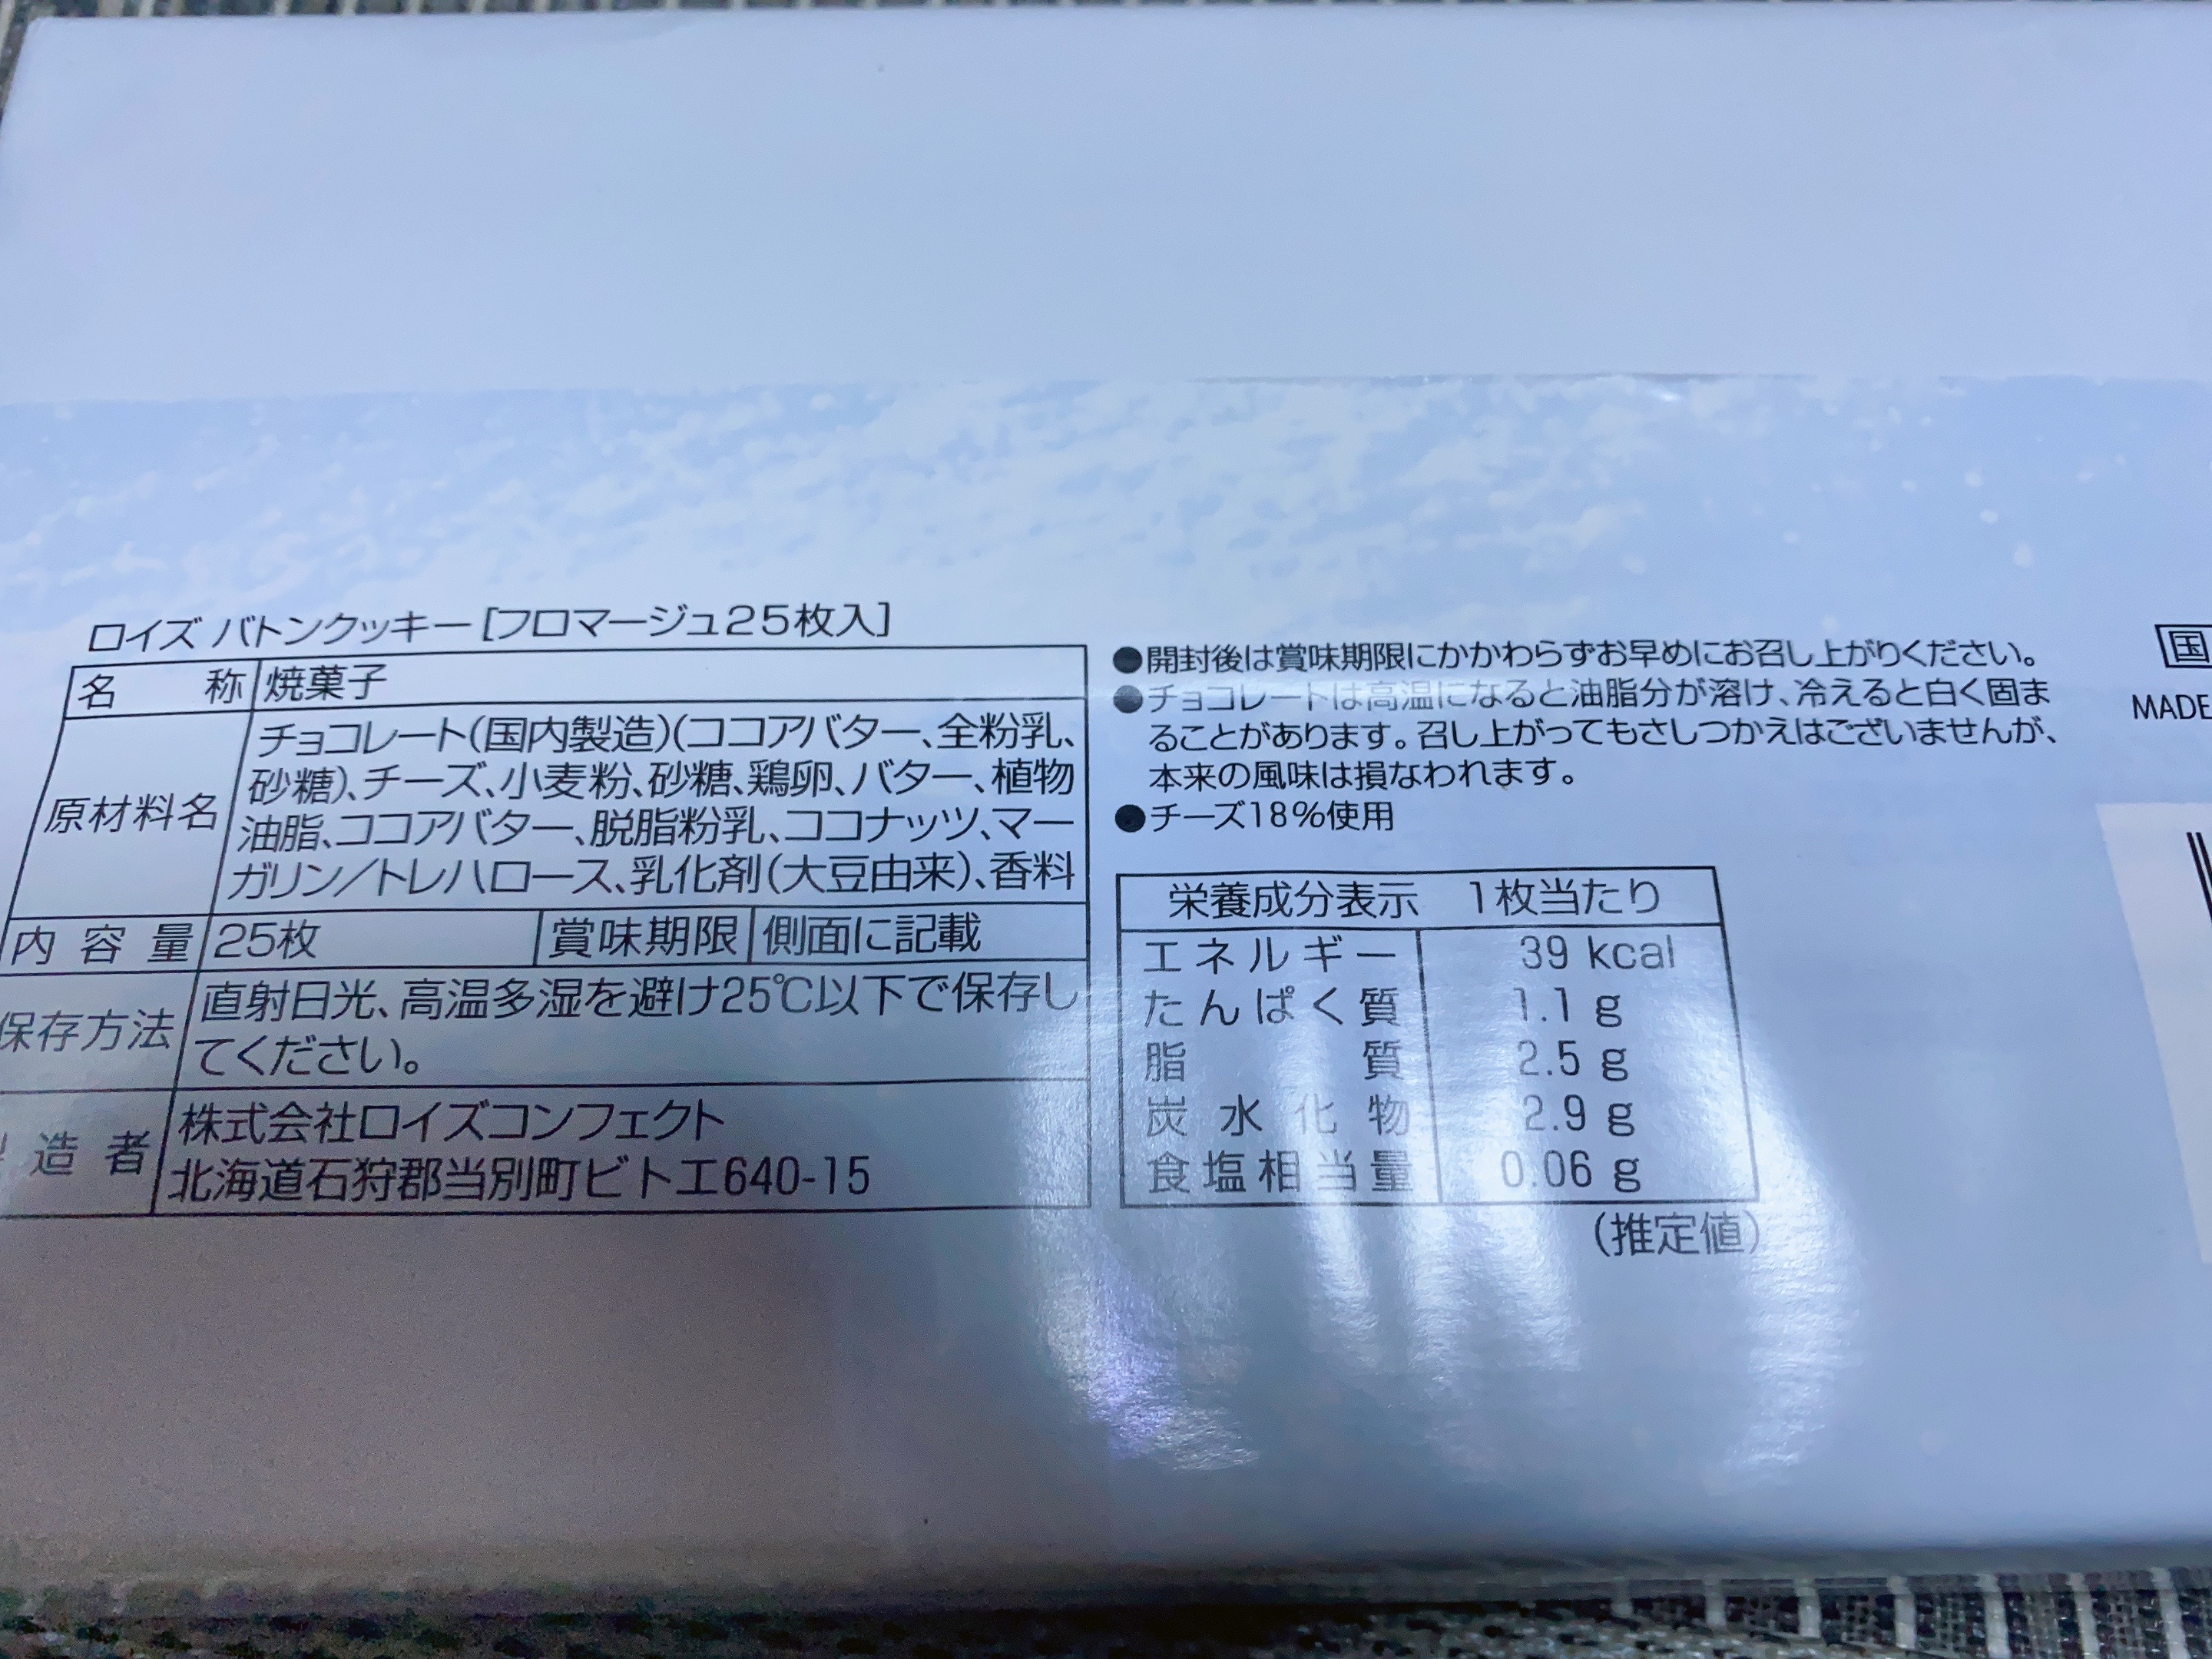 ロイズ バトンクッキー[フロマージュ25枚入]
名 称 焼菓子
原材料名 チョコレート(国内製造)(ココアバター、全粉乳、
砂糖)、チーズ、小麦粉、砂糖、鶏卵、バター、植物
油脂、ココアバター、脱脂粉乳、ココナッツ、マー
ガリン/トレハロース、乳化剤(大豆由来)、香料
内容量 25枚 賞味期限 側面に記載
保存方法 直射日光、高温多湿を避け25℃以下で保存し
てください。
造者 株式会社ロイズコンフェクト
北海道石狩郡当別町ビトエ640-15
●開封後は賞味期限にかかわらずお早めにお召し上がりください。
●チョコレートは高温になると油脂分が溶け、冷えると白く固ま
ることがあります。召し上がってもさしつかえはございませんが、
本来の風味は損なわれます。
●チーズ18%使用
栄養成分表示 1枚当たり
エネルギー 39 kcal
たんぱく質 1.1 g
脂質 2.5 g
炭水化物 2.9 g
食塩相当量 0.06 g
(推定値)
国
MADE